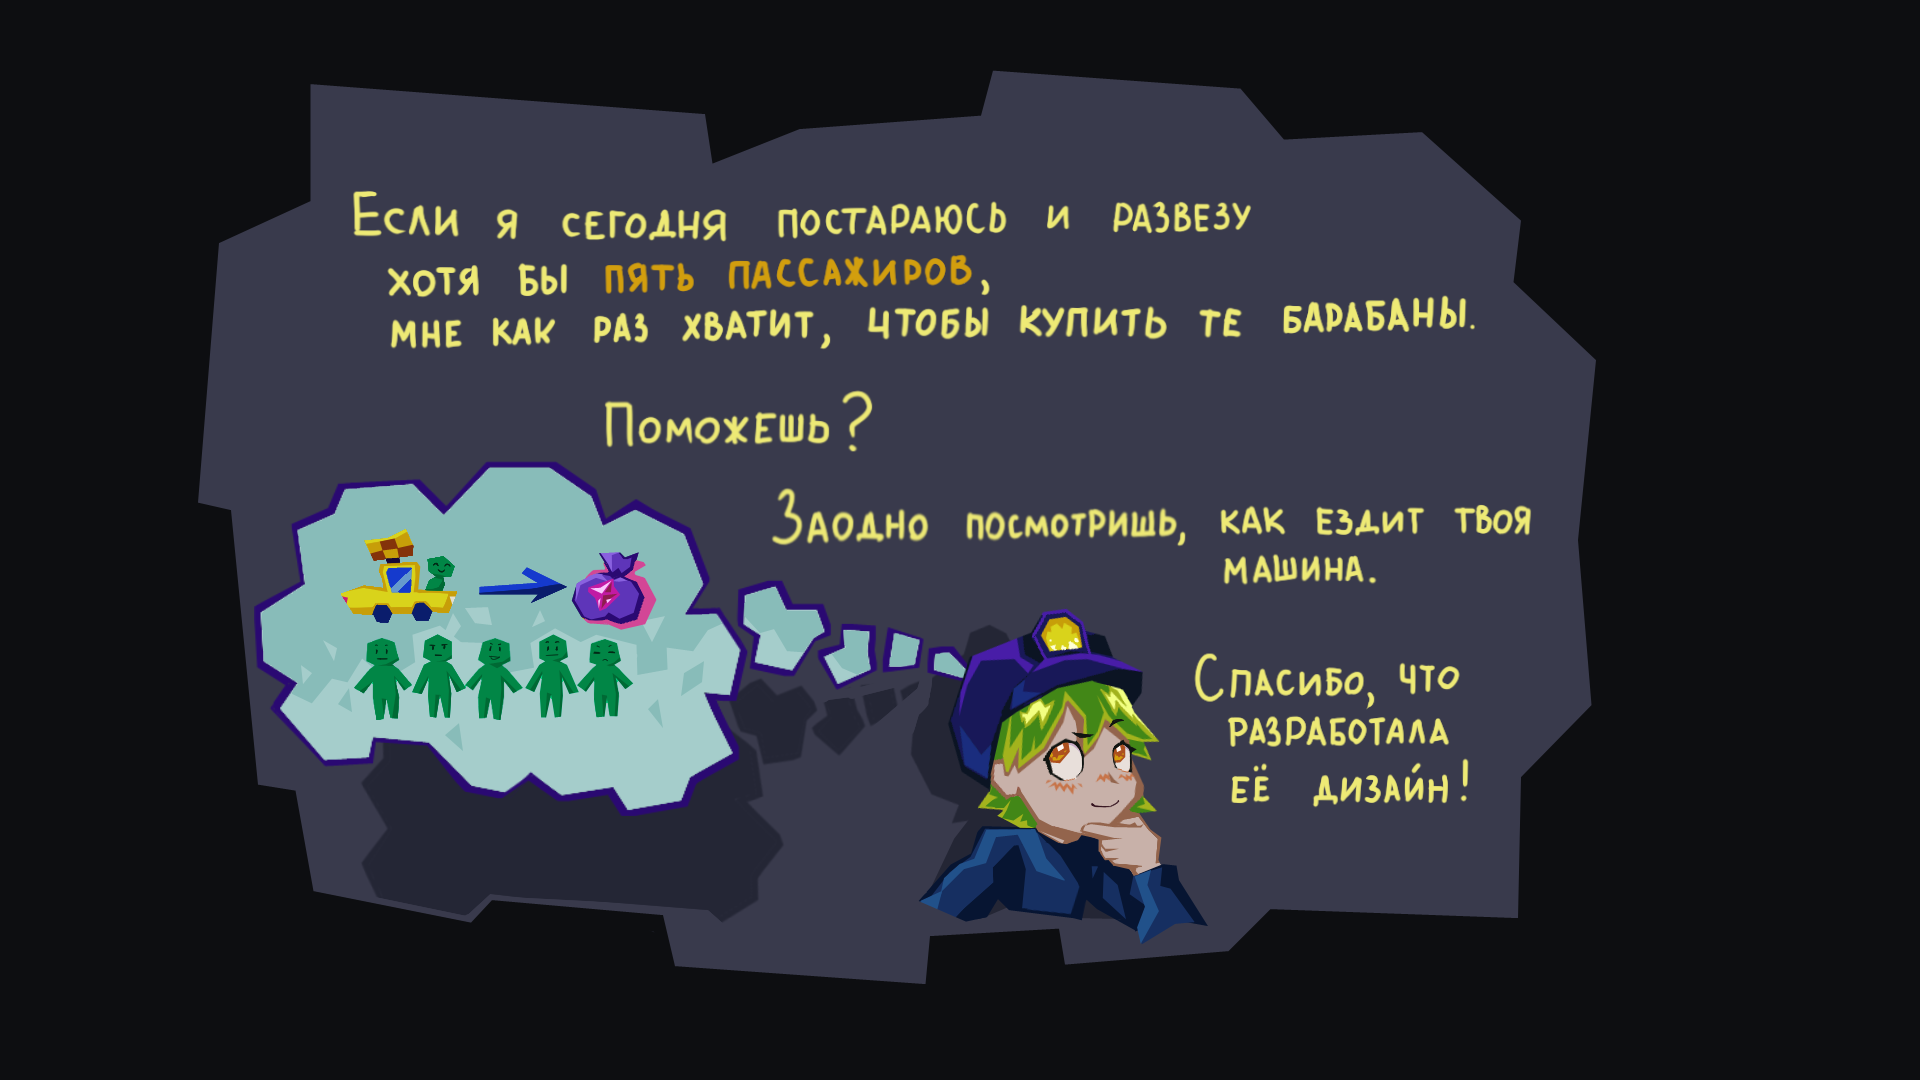 Если я сегодня постараюсь и развезу
хотя бы пять пассажиров,
мне как раз хватит, чтобы купить те барабаны.
Поможешь?
Заодно посмотришь, как ездит твоя
машина.
Спасибо, что
разработала
её дизайн!